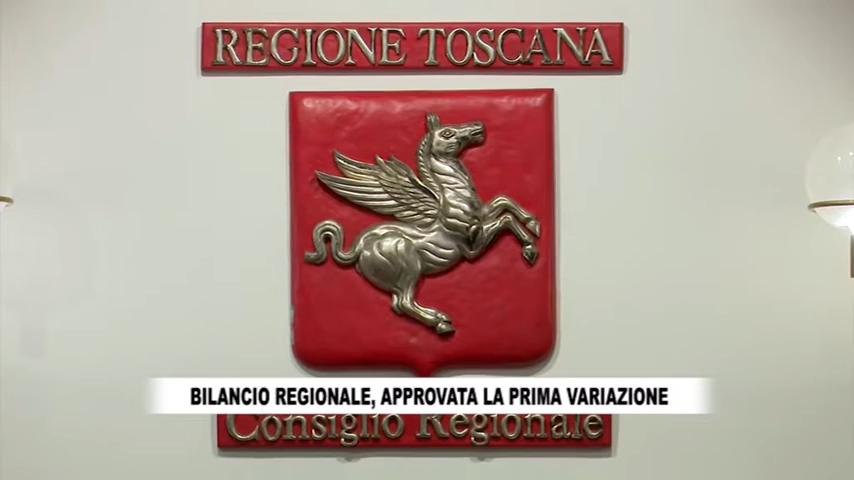 REGIONE TOSCANA
BILANCIO REGIONALE, APPROVATA LA PRIMA VARIAZIONE
Consiglio Regionale